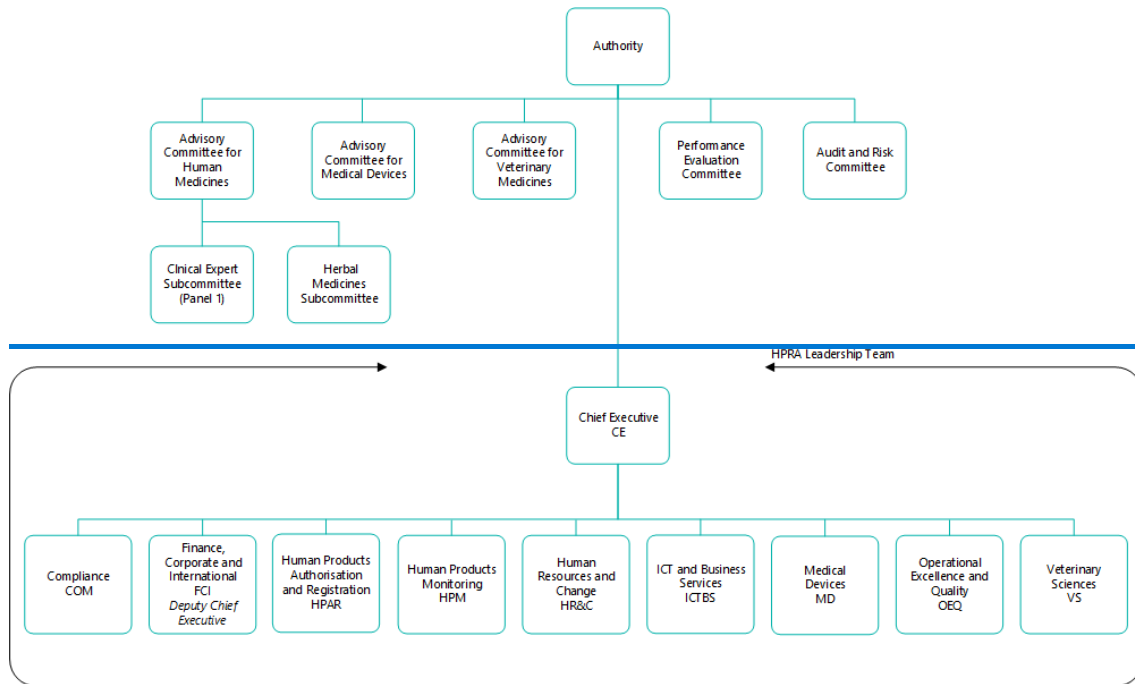 Authority
Advisory
Committee for
Human
Medicines
Advisory
Committee for
Medical Devices
Advisory
Committee for
Veterinary
Medicines
Performance
Evaluation
Committee
Audit and Risk
Committee
Clnical Expert
Subcommittee
(Panel 1)
Herbal
Medicines
Subcommittee
HPRA Leadership Team
Chief Executive
CE
Compliance
COM
Finance,
Corporate and
International
FCI
Deputy Chief
Executive
Human Products
Authorisation
and Registration
HPAR
Human Products
Monitoring
HPM
Human
Resources and
Change
HR&C
ICT and Business
Services
ICTBS
Medical
Devices
MD
Operational
Excellence and
Quality
OEQ
Veterinary
Sciences
VS